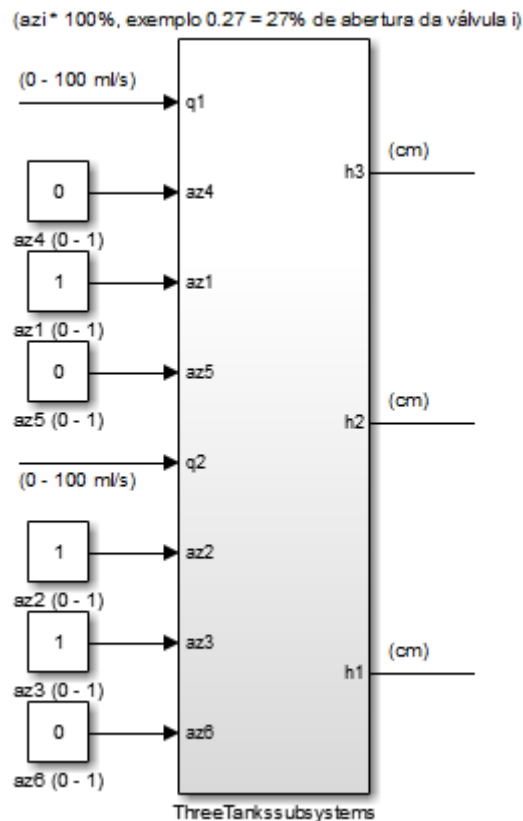 (azi* 100%, exemplo 0.27 = 27% de abertura da válvula i)
(0 - 100 ml/s)
q1
(cm)
h3
0
az4
az4 (0 - 1)
1
az1
az1 (0 - 1)
0
az5
az5 (0 - 1)
(cm)
h2
q2
(0 - 100 ml/s)
1
az2
az2 (0 - 1)
1
az3
az3 (0 - 1)
(cm)
h1
0
az6
az6 (0 - 1)
ThreeTankssubsystems